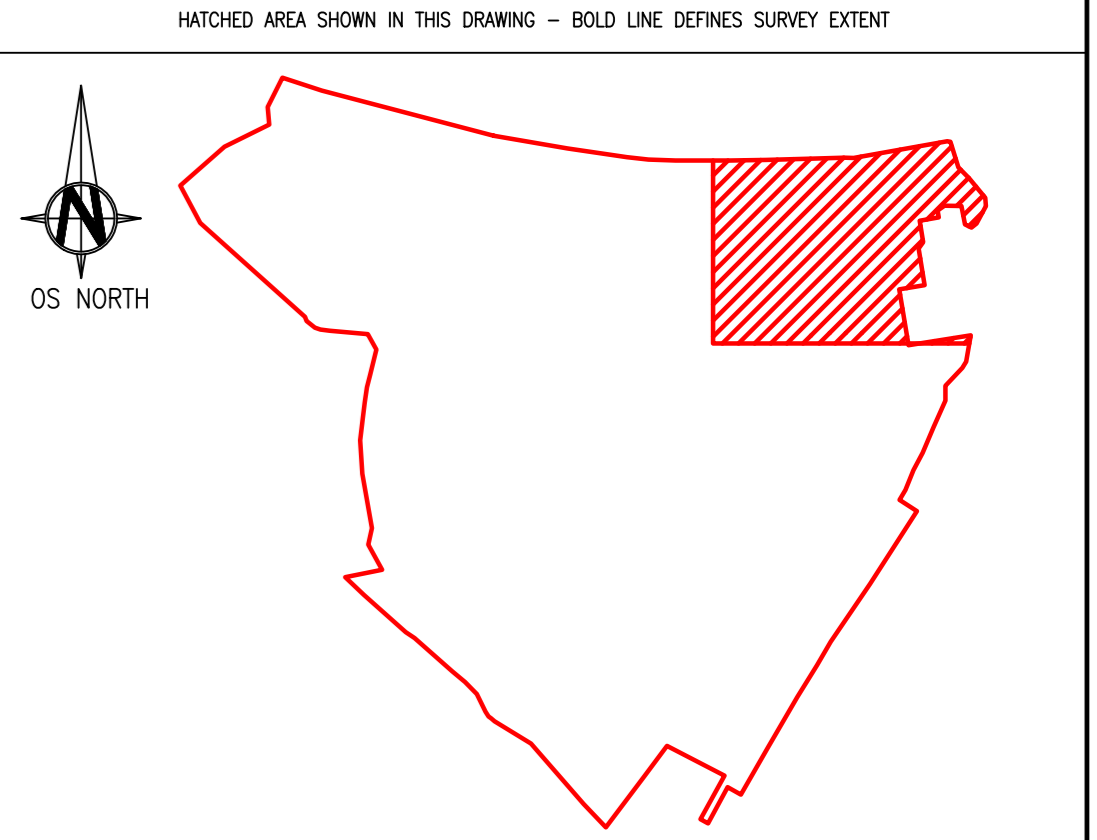 HATCHED AREA SHOWN IN THIS DRAWING – BOLD LINE DEFINES SURVEY EXTENT
N
OS NORTH